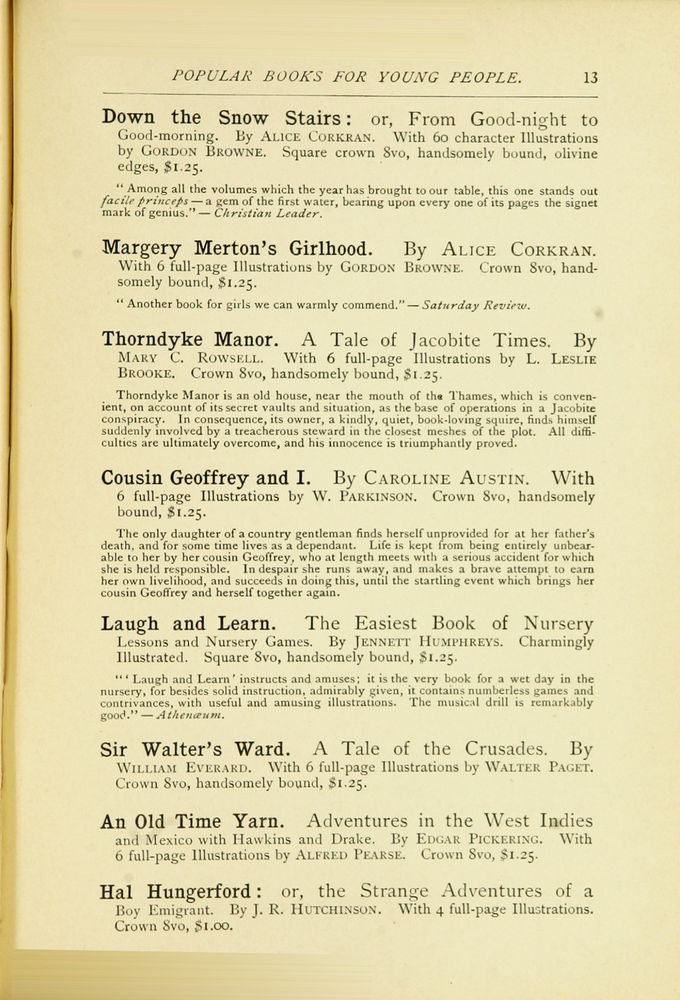 POPULAR BOOKS FOR YOUNG PEOPLE. 13
Down the Snow Stairs: or, From Good-night to
Good-morning. By ALICE CORKRAN. With 60 character Illustrations
by GORDON BROWNE. Square crown 8vo, handsomely bound, olivine
edges, $1.25.
"Among all the volumes which the year has brought to our table, this one stands out
facile princeps — a gem of the first water, bearing upon every one of its pages the signet
mark of genius." — Christian Leader.
Margery Merton's Girlhood. By ALICE CORKRAN.
With 6 full-page Illustrations by GORDON BROWNE. Crown 8vo, hand-
somely bound, $1.25.
"Another book for girls we can warmly commend." — Saturday Review.
Thorndyke Manor. A Tale of Jacobite Times. By
MARY C. ROWSELL. With 6 full-page Illustrations by L. LESLIE
BROOKE. Crown 8vo, handsomely bound, $1.25.
Thorndyke Manor is an old house, near the mouth of the Thames, which is conven-
ient, on account of its secret vaults and situation, as the base of operations in a Jacobite
conspiracy. In consequence, its owner, a kindly, quiet, book-loving squire, finds himself
suddenly involved by a treacherous steward in the closest meshes of the plot. All diffi-
culties are ultimately overcome, and his innocence is triumphantly proved.
Cousin Geoffrey and I. By CAROLINE AUSTIN. With
6 full-page Illustrations by W. PARKINSON. Crown 8vo, handsomely
bound, $1.25.
The only daughter of a country gentleman finds herself unprovided for at her father's
death, and for some time lives as a dependant. Life is kept from being entirely unbear-
able to her by her cousin Geoffrey, who at length meets with a serious accident for which
she is held responsible. In despair she runs away, and makes a brave attempt to earn
her own livelihood, and succeeds in doing this, until the startling event which brings her
cousin Geoffrey and herself together again.
Laugh and Learn. The Easiest Book of Nursery
Lessons and Nursery Games. By JENNETT HUMPHREYS. Charmingly
Illustrated. Square 8vo, handsomely bound, $1.25.
"'Laugh and Learn' instructs and amuses; it is the very book for a wet day in the
nursery, for besides solid instruction, admirably given, it contains numberless games and
contrivances, with useful and amusing illustrations. The musical drill is remarkably
good." — Athenæum.
Sir Walter's Ward. A Tale of the Crusades. By
WILLIAM EVERARD. With 6 full-page Illustrations by WALTER PAGET.
Crown 8vo, handsomely bound, $1.25.
An Old Time Yarn. Adventures in the West Indies
and Mexico with Hawkins and Drake. By EDGAR PICKERING. With
6 full-page Illustrations by ALFRED PEARSE. Crown 8vo, $1.25.
Hal Hungerford: or, the Strange Adventures of a
Boy Emigrant. By J. R. HUTCHINSON. With 4 full-page Illustrations.
Crown 8vo, $1.00.